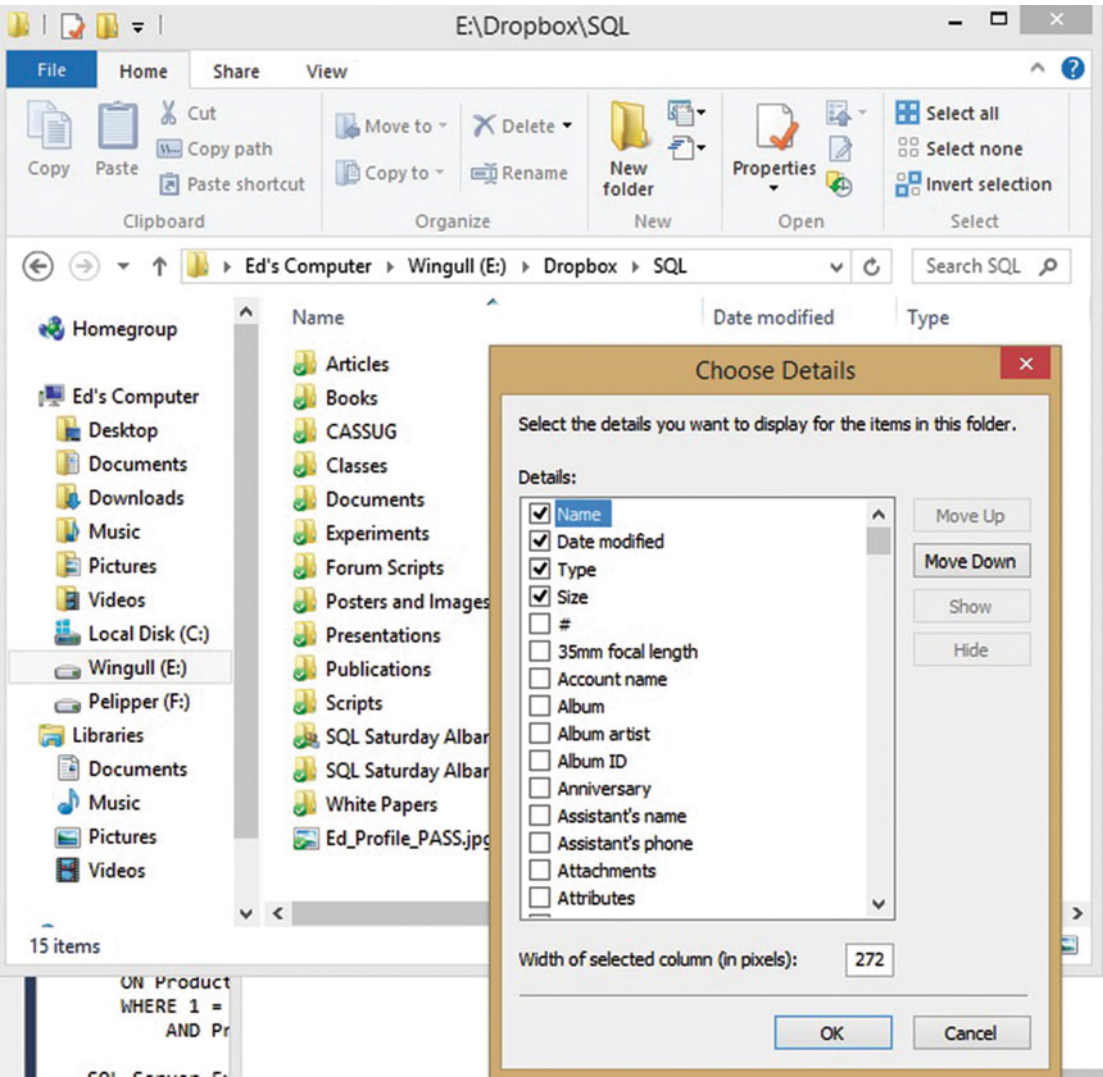 E:\Dropbox\SQL
File Home Share View
Copy
Paste
Cut
Copy path
Paste shortcut
Clipboard
Move to
Copy to
Delete
Rename
Organize
New folder
New
Properties
Open
Select all
Select none
Invert selection
Select
Ed's Computer Wingull (E:) Dropbox SQL
Search SQL
Homegroup
Ed's Computer
Desktop
Documents
Downloads
Music
Pictures
Videos
Local Disk (C:)
Wingull (E:)
Pelipper (F:)
Libraries
Documents
Music
Pictures
Videos
Name Date modified Type
Articles
Books
CASSUG
Classes
Documents
Experiments
Forum Scripts
Posters and Images
Presentations
Publications
Scripts
SQL Saturday Albar
SQL Saturday Albar
White Papers
Ed_Profile_PASS.jpg
15 items
Choose Details
Select the details you want to display for the items in this folder.
Details:
Name
Date modified
Type
Size
#
35mm focal length
Account name
Album
Album artist
Album ID
Anniversary
Assistant's name
Assistant's phone
Attachments
Attributes
Move Up
Move Down
Show
Hide
Width of selected column (in pixels): 272
OK
Cancel
ON Product
WHERE 1 =
AND Pr